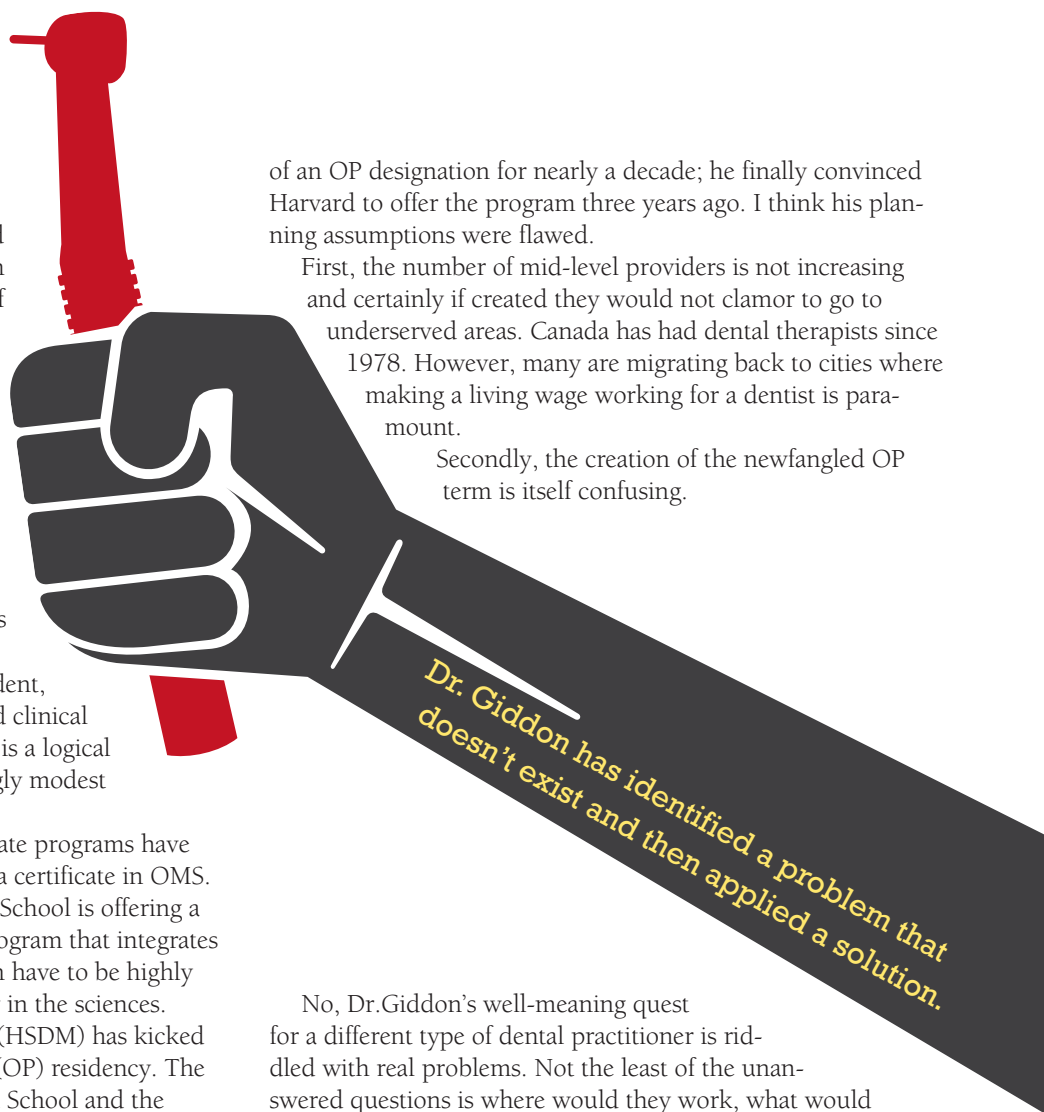 s
dent,
d clinical
is a logical
gly modest
ate programs have
a certificate in OMS.
School is offering a
ogram that integrates
n have to be highly
in the sciences.
(HSDM) has kicked
(OP) residency. The
School and the
of an OP designation for nearly a decade; he finally convinced
Harvard to offer the program three years ago. I think his plan-
ning assumptions were flawed.
First, the number of mid-level providers is not increasing
and certainly if created they would not clamor to go to
underserved areas. Canada has had dental therapists since
1978. However, many are migrating back to cities where
making a living wage working for a dentist is para-
mount.
Secondly, the creation of the newfangled OP
term is itself confusing.
Dr. Giddon has identified a problem that
doesn't exist and then applied a solution.
No, Dr.Giddon's well-meaning quest
for a different type of dental practitioner is rid-
dled with real problems. Not the least of the unan-
swered questions is where would they work, what would